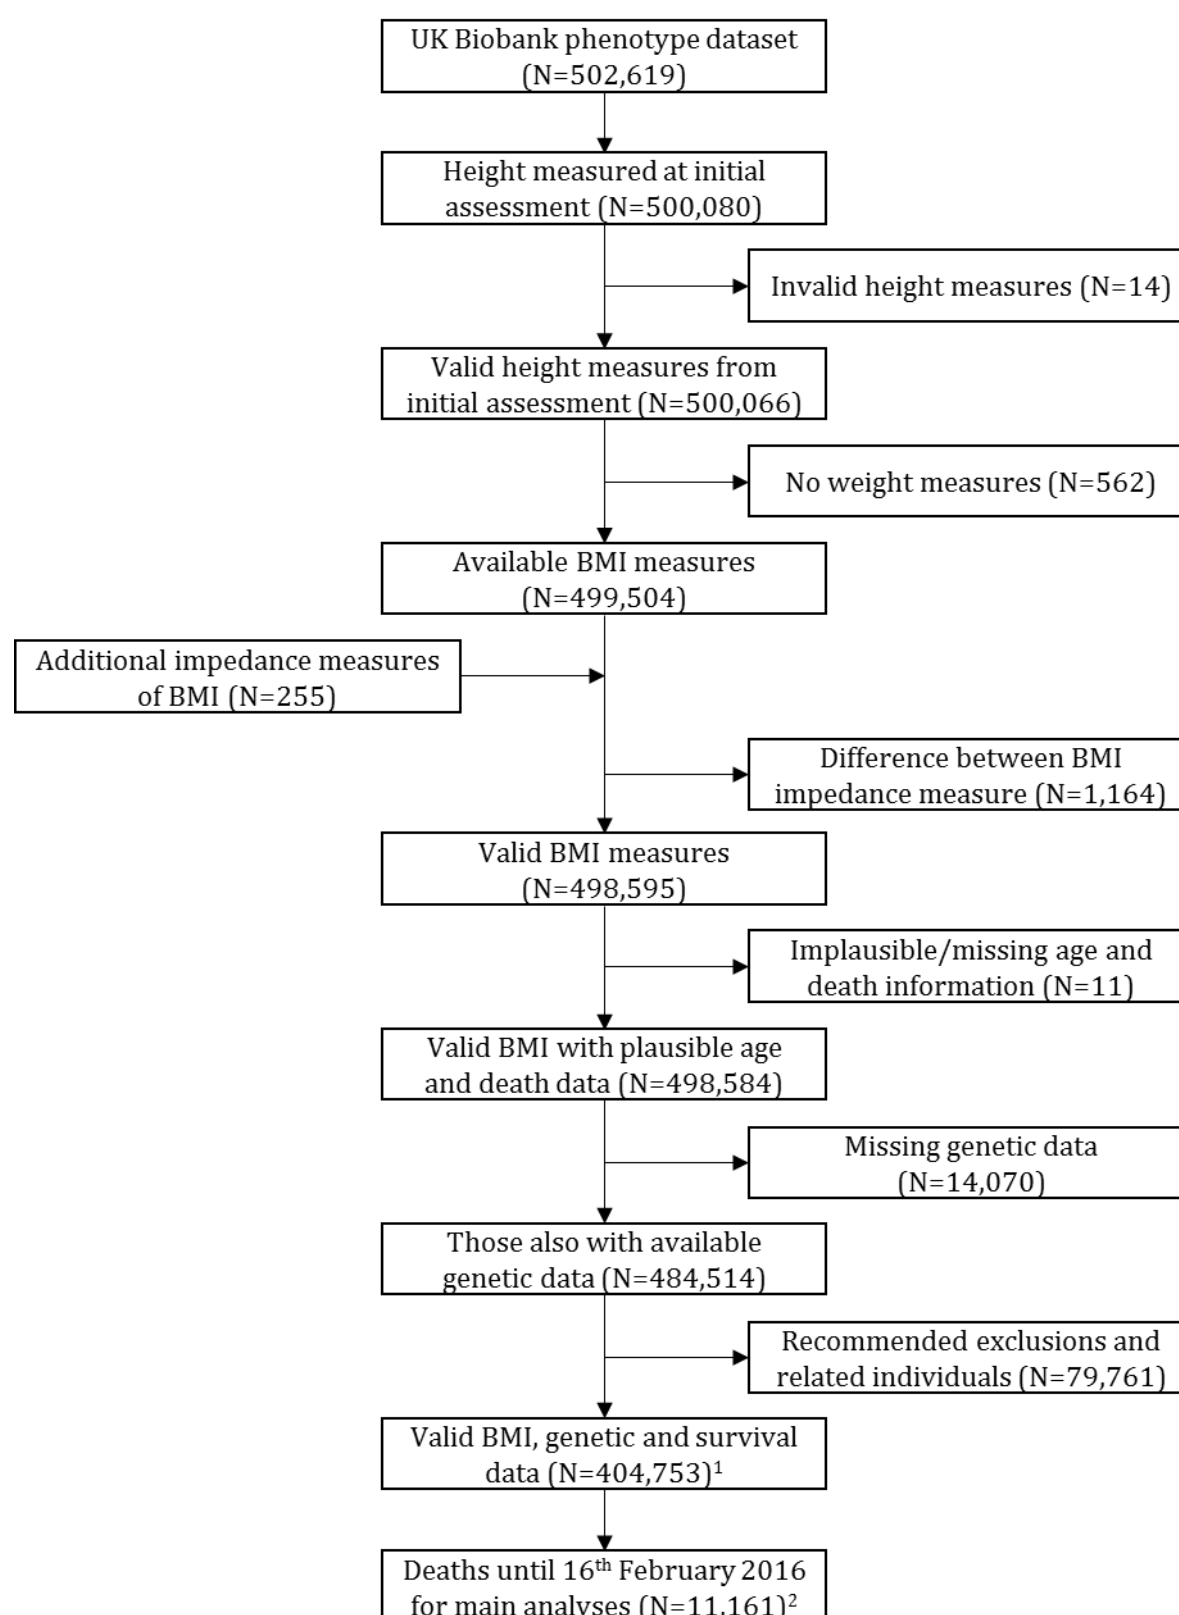 UK Biobank phenotype dataset
(N=502,619)
Height measured at initial
assessment (N=500,080)
Invalid height measures (N=14)
Valid height measures from
initial assessment (N=500,066)
No weight measures (N=562)
Available BMI measures
(N=499,504)
Additional impedance measures
of BMI (N=255)
Difference between BMI
impedance measure (N=1,164)
Valid BMI measures
(N=498,595)
Implausible/missing age and
death information (N=11)
Valid BMI with plausible age
and death data (N=498,584)
Missing genetic data
(N=14,070)
Those also with available
genetic data (N=484,514)
Recommended exclusions and
related individuals (N=79,761)
Valid BMI, genetic and survival
data (N=404,753)¹
Deaths until 16ᵗʰ February 2016
for main analyses (N=11,161)²